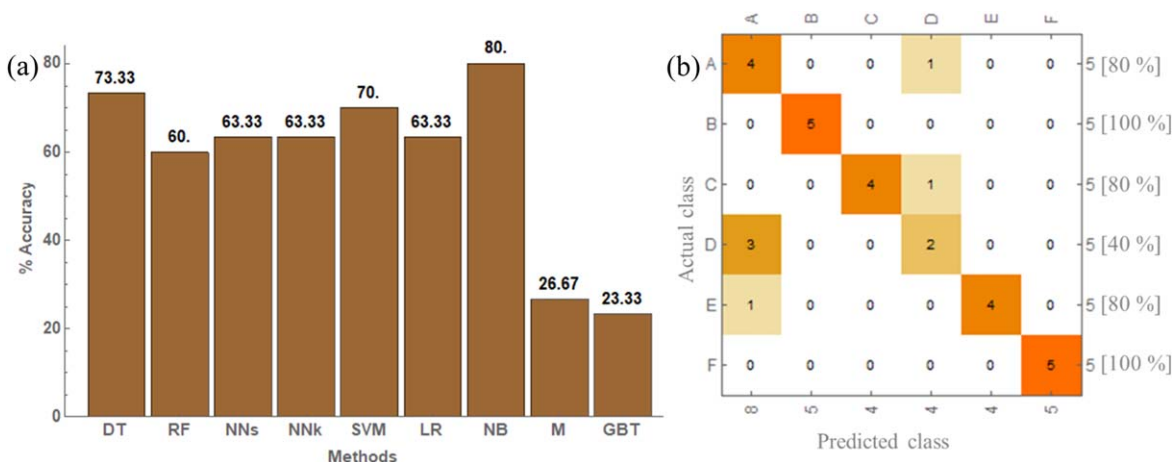 (a)
% Accuracy
80
60
40
20
0
73.33
60.
63.33
63.33
70.
63.33
80.
26.67
23.33
DT RF NNs NNk SVM LR NB M GBT
Methods
(b)
A B C D E F
Actual class
A 4 0 0 1 0 0 5 [80 %]
B 0 5 0 0 0 0 5 [100 %]
C 0 0 4 1 0 0 5 [80 %]
D 3 0 0 2 0 0 5 [40 %]
E 1 0 0 0 4 0 5 [80 %]
F 0 0 0 0 0 5 5 [100 %]
8 5 4 4 4 5
Predicted class